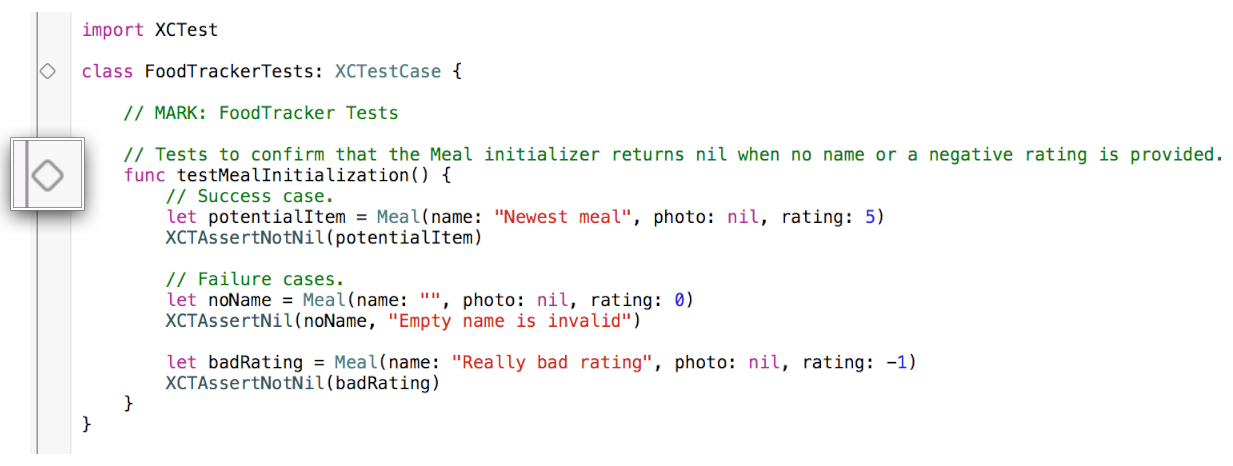 import XCTest
class FoodTrackerTests: XCTestCase {
// MARK: FoodTracker Tests
// Tests to confirm that the Meal initializer returns nil when no name or a negative rating is provided.
func testMealInitialization() {
// Success case.
let potentialItem = Meal(name: "Newest meal", photo: nil, rating: 5)
XCTAssertNotNil(potentialItem)
// Failure cases.
let noName = Meal(name: "", photo: nil, rating: 0)
XCTAssertNil(noName, "Empty name is invalid")
let badRating = Meal(name: "Really bad rating", photo: nil, rating: -1)
XCTAssertNotNil(badRating)
}
}